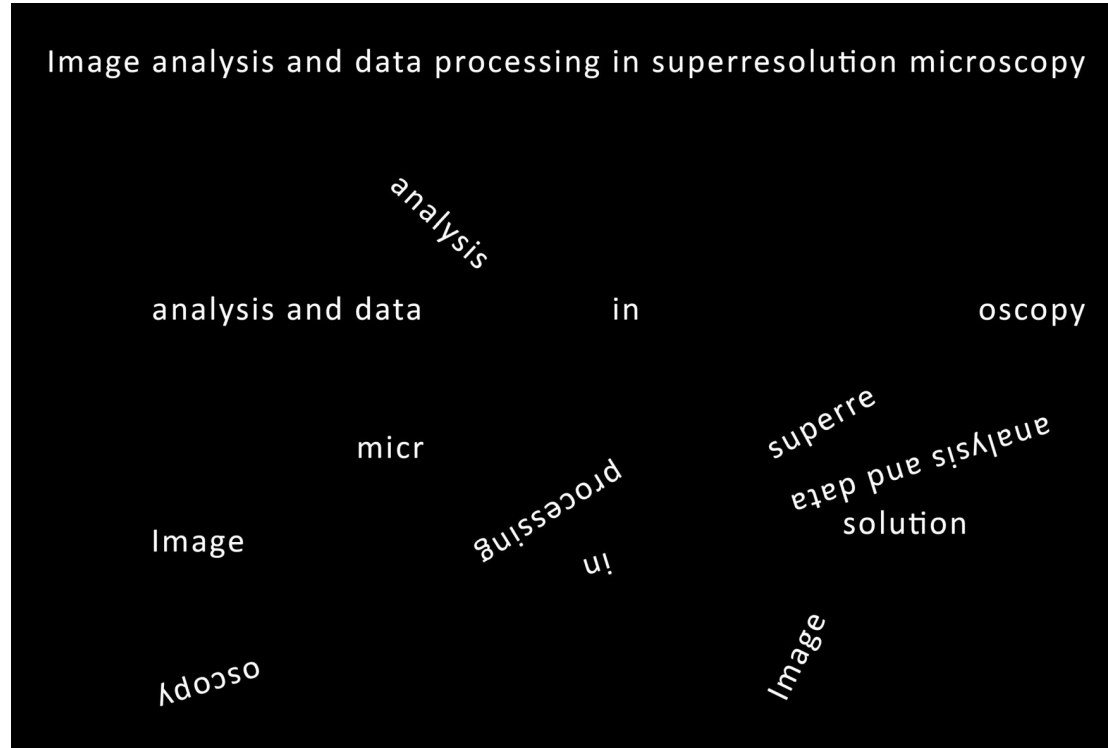 Image analysis and data processing in superresolution microscopy
analysis
analysis and data in oscopy
superre
analysis and data
micr
processing
solution
Image
in
Image
oscopy